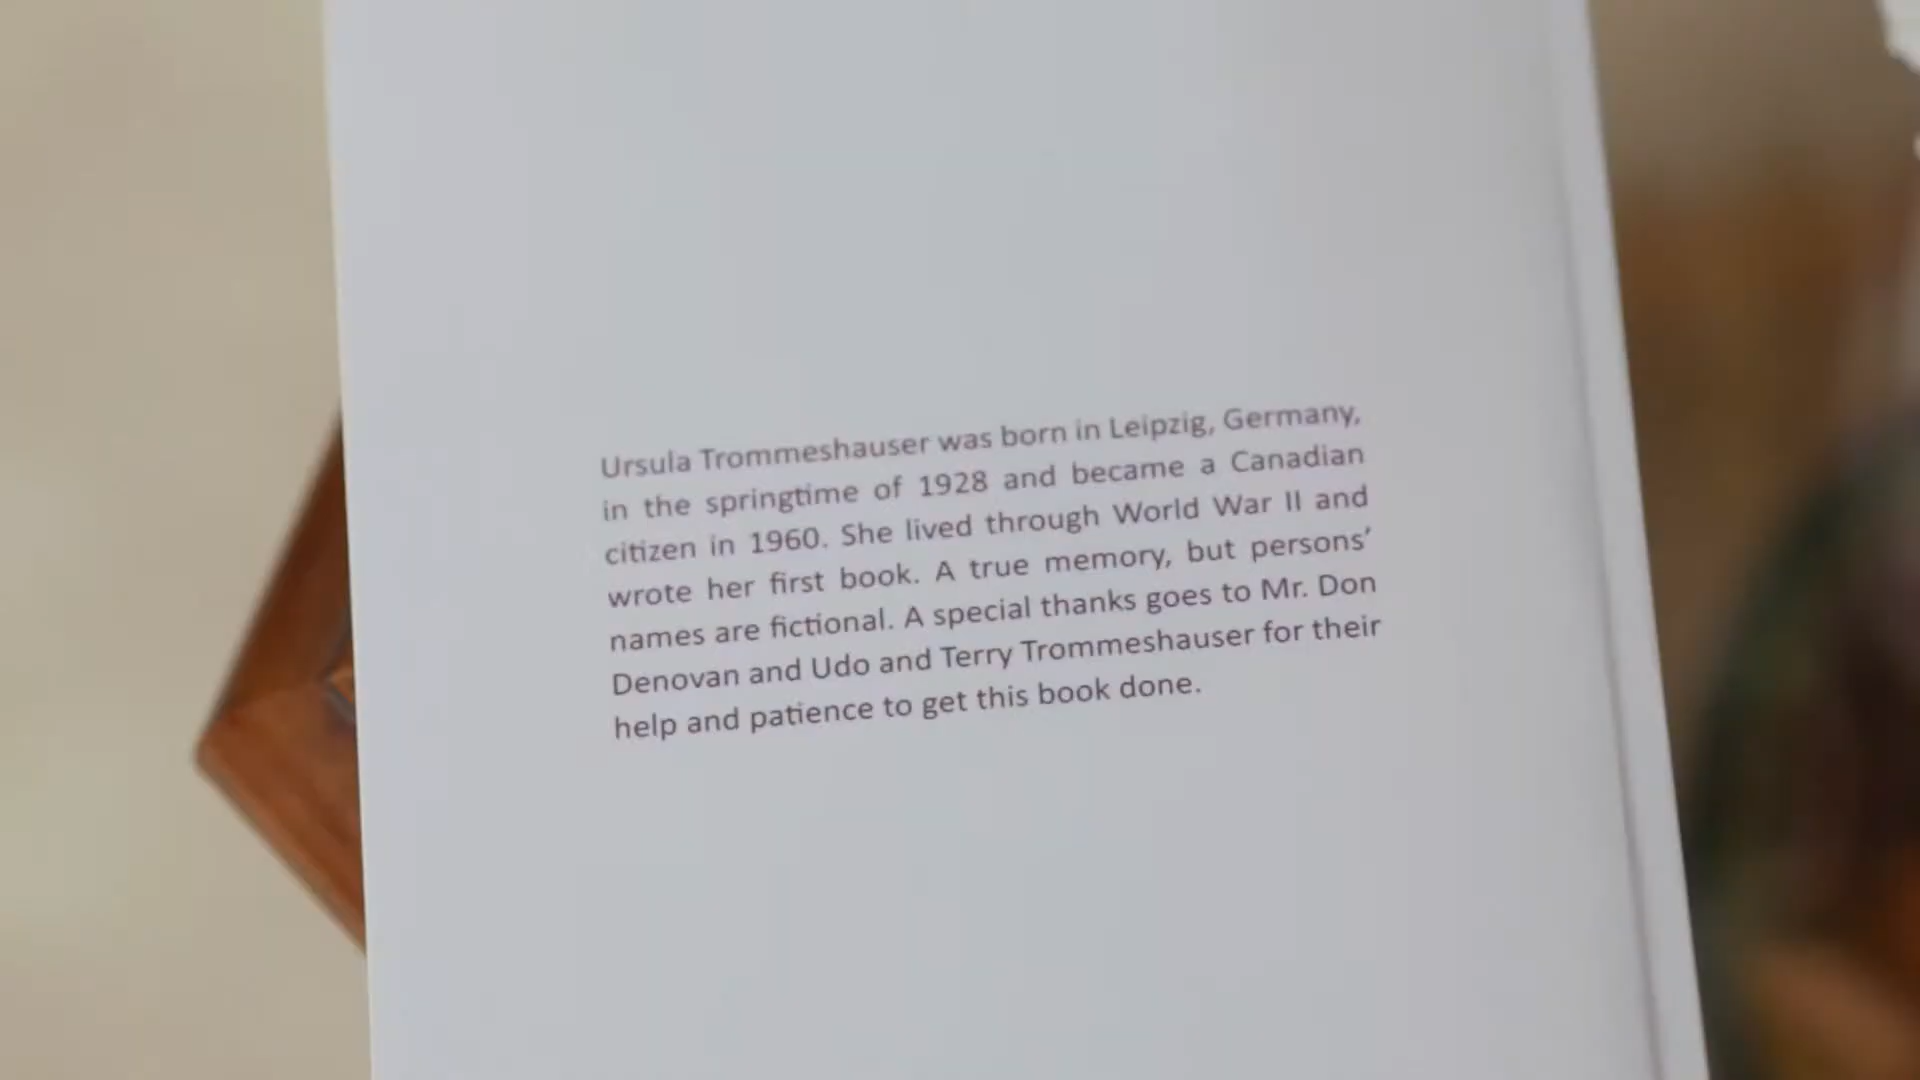 Ursula Trommeshauser was born in Leipzig, Germany,
in the springtime of 1928 and became a Canadian
citizen in 1960. She lived through World War II and
wrote her first book. A true memory, but persons’
names are fictional. A special thanks goes to Mr. Don
Denovan and Udo and Terry Trommeshauser for their
help and patience to get this book done.